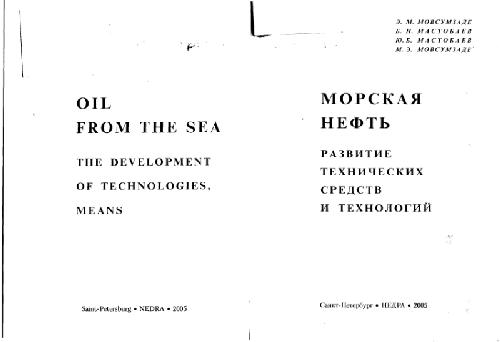 OIL
FROM THE SEA
THE DEVELOPMENT
OF TECHNOLOGIES,
MEANS
Saint-Petersburg • NEDRA • 2005
Э. М. МОВСУМЗАДЕ
Б. Н. МАСТОБАЕВ
Ю. Б. МАСТОБАЕВ
М. Э. МОВСУМЗАДЕ
МОРСКАЯ
НЕФТЬ
РАЗВИТИЕ
ТЕХНИЧЕСКИХ
СРЕДСТВ
И ТЕХНОЛОГИЙ
Санкт-Петербург • НЕДРА • 2005